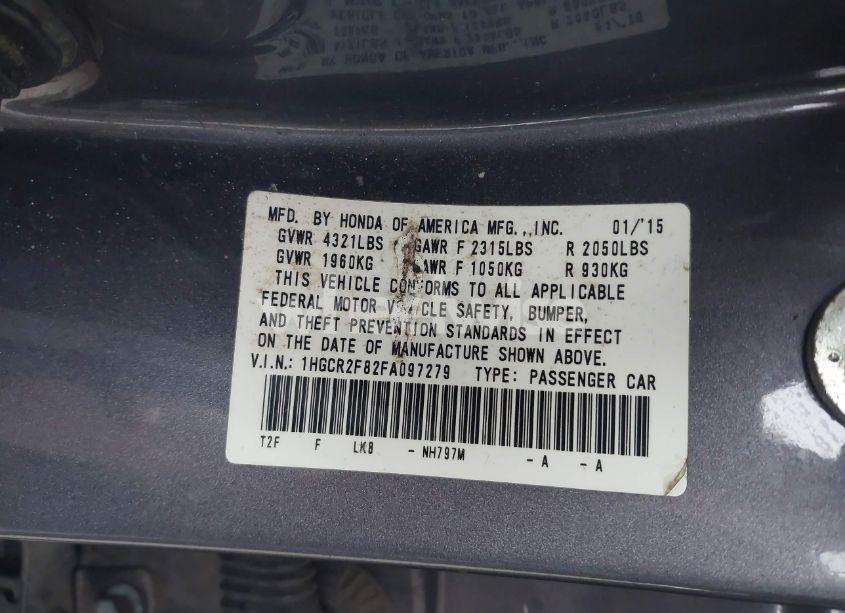 MFD. BY HONDA OF AMERICA MFG., INC. 01/'15
GVWR 4321LBS GAWR F 2315LBS R 2050LBS
GVWR 1960KG AWR F 1050KG R 930KG
THIS VEHICLE CONFORMS TO ALL APPLICABLE
FEDERAL MOTOR VEHICLE SAFETY, BUMPER,
AND THEFT PREVENTION STANDARDS IN EFFECT
ON THE DATE OF MANUFACTURE SHOWN ABOVE.
V.I.N.: 1HGCR2F82FA097279 TYPE: PASSENGER CAR
T2F F LK8 - NH797M - A - A